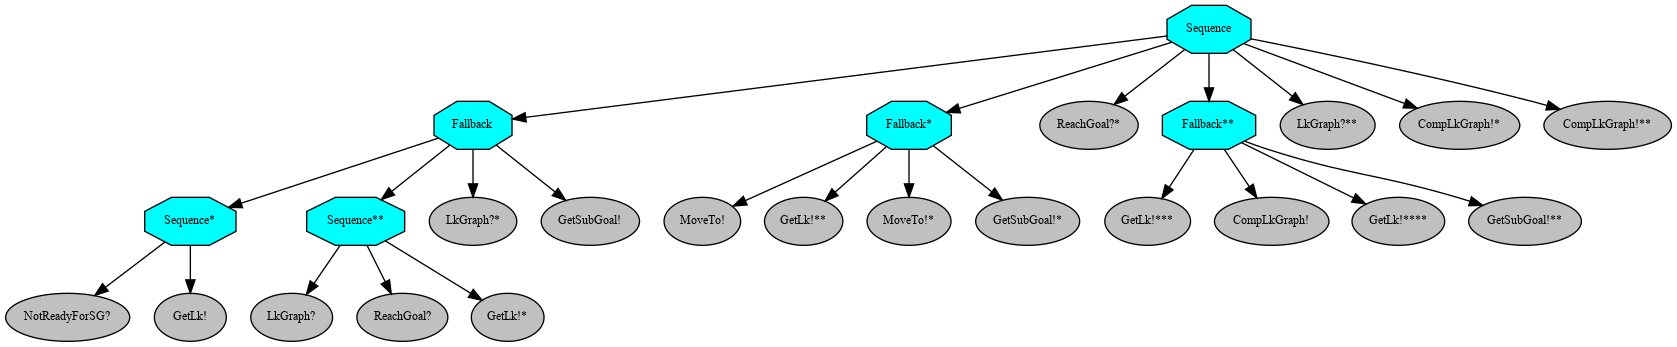 Sequence
Fallback
Fallback*
ReachGoal?*
Fallback**
LkGraph?**
CompLkGraph!*
CompLkGraph!**
Sequence*
Sequence**
LkGraph?*
GetSubGoal!
MoveTo!
GetLk!**
MoveTo!*
GetSubGoal!*
GetLk!***
CompLkGraph!
GetLk!****
GetSubGoal!**
NotReadyForSG?
GetLk!
LkGraph?
ReachGoal?
GetLk!*